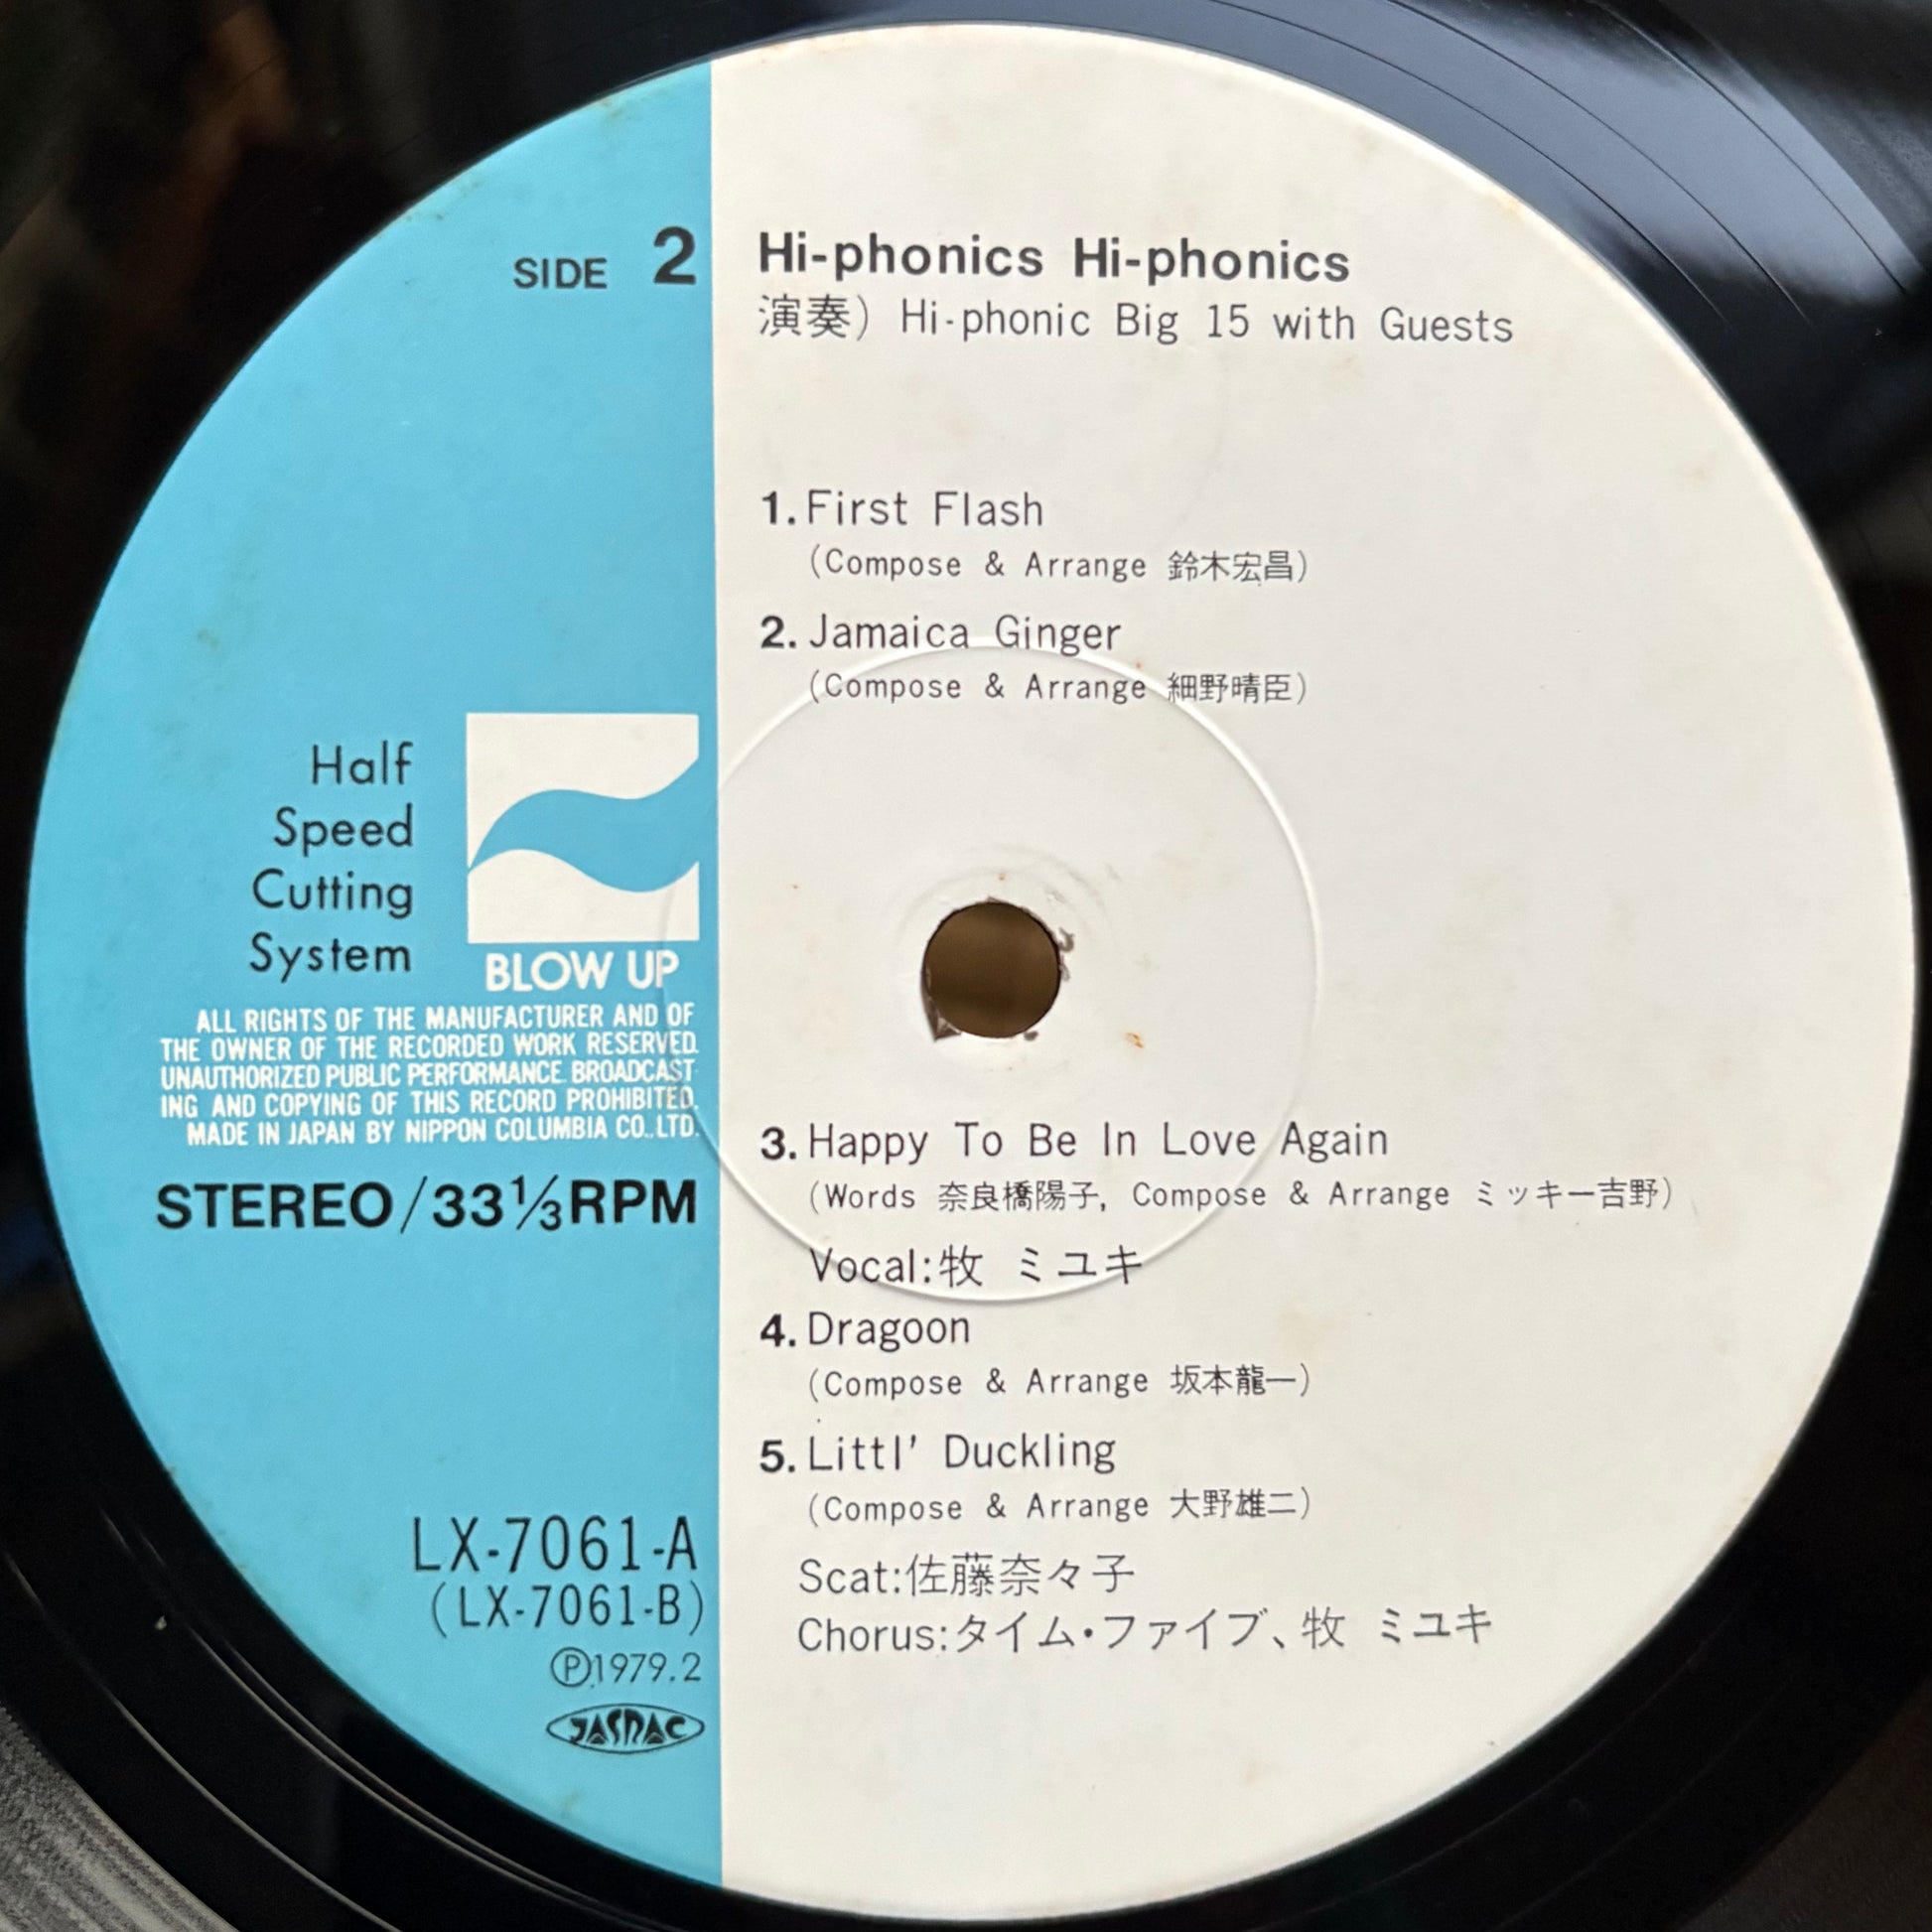 SIDE 2
Hi-phonics Hi-phonics
演奏) Hi-phonic Big 15 with Guests
1. First Flash
(Compose & Arrange 鈴木宏昌)
2. Jamaica Ginger
(Compose & Arrange 細野晴臣)
Half
Speed
Cutting
System
BLOW UP
ALL RIGHTS OF THE MANUFACTURER AND OF
THE OWNER OF THE RECORDED WORK RESERVED.
UNAUTHORIZED PUBLIC PERFORMANCE. BROADCAST
ING AND COPYING OF THIS RECORD PROHIBITED.
MADE IN JAPAN BY NIPPON COLUMBIA CO., LTD.
STEREO/33⅓RPM
3. Happy To Be In Love Again
(Words 奈良橋陽子, Compose & Arrange ミッキー吉野)
Vocal:牧 ミユキ
4. Dragoon
(Compose & Arrange 坂本龍一)
5. Littl' Duckling
(Compose & Arrange 大野雄二)
Scat:佐藤奈々子
Chorus:タイム・ファイブ、牧 ミユキ
LX-7061-A
(LX-7061-B)
Ⓟ1979.2
JASRAC